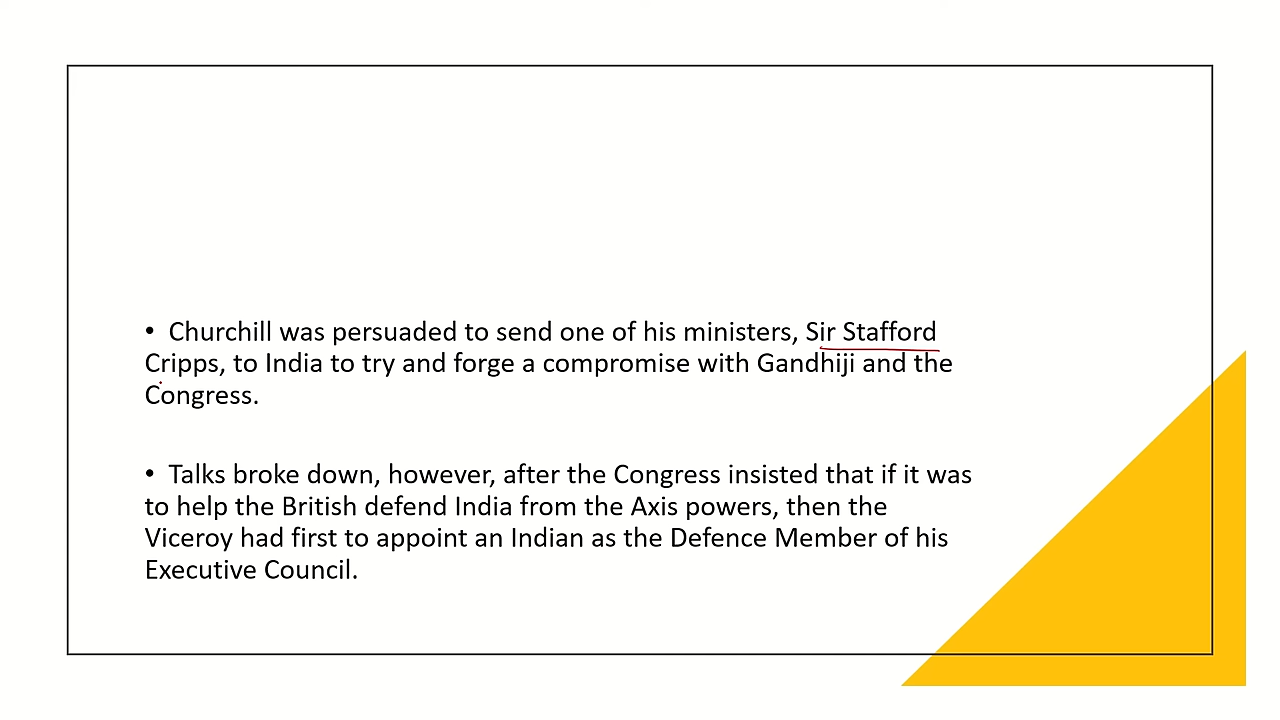 • Churchill was persuaded to send one of his ministers, Sir Stafford
Cripps, to India to try and forge a compromise with Gandhiji and the
Congress.
• Talks broke down, however, after the Congress insisted that if it was
to help the British defend India from the Axis powers, then the
Viceroy had first to appoint an Indian as the Defence Member of his
Executive Council.